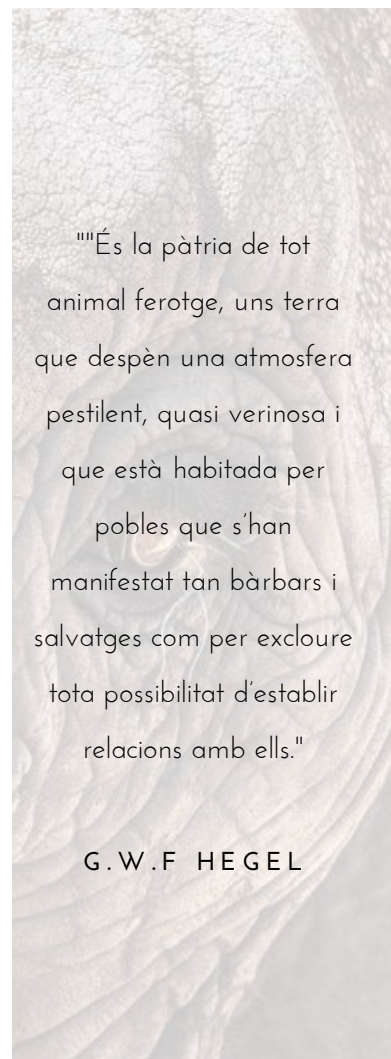 ""És la pàtria de tot
animal ferotge, uns terra
que despèn una atmosfera
pestilent, quasi verinosa i
que està habitada per
pobles que s'han
manifestat tan bàrbars i
salvatges com per excloure
tota possibilitat d'establir
relacions amb ells."
G.W.F HEGEL